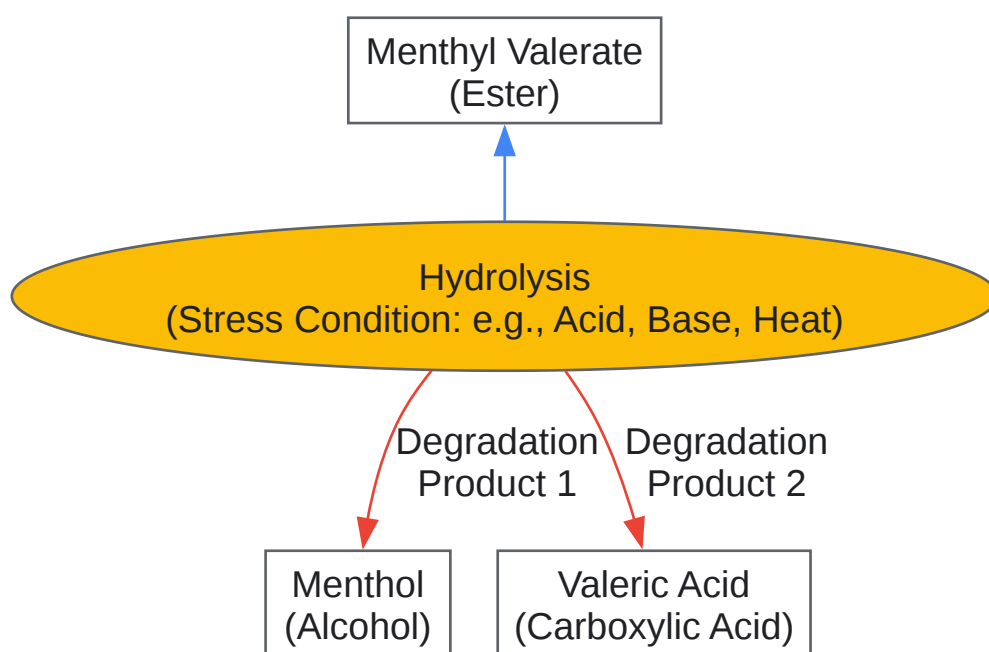 Menthyl Valerate
(Ester)
Hydrolysis
(Stress Condition: e.g., Acid, Base, Heat)
Degradation
Product 1
Degradation
Product 2
Menthol
(Alcohol)
Valeric Acid
(Carboxylic Acid)